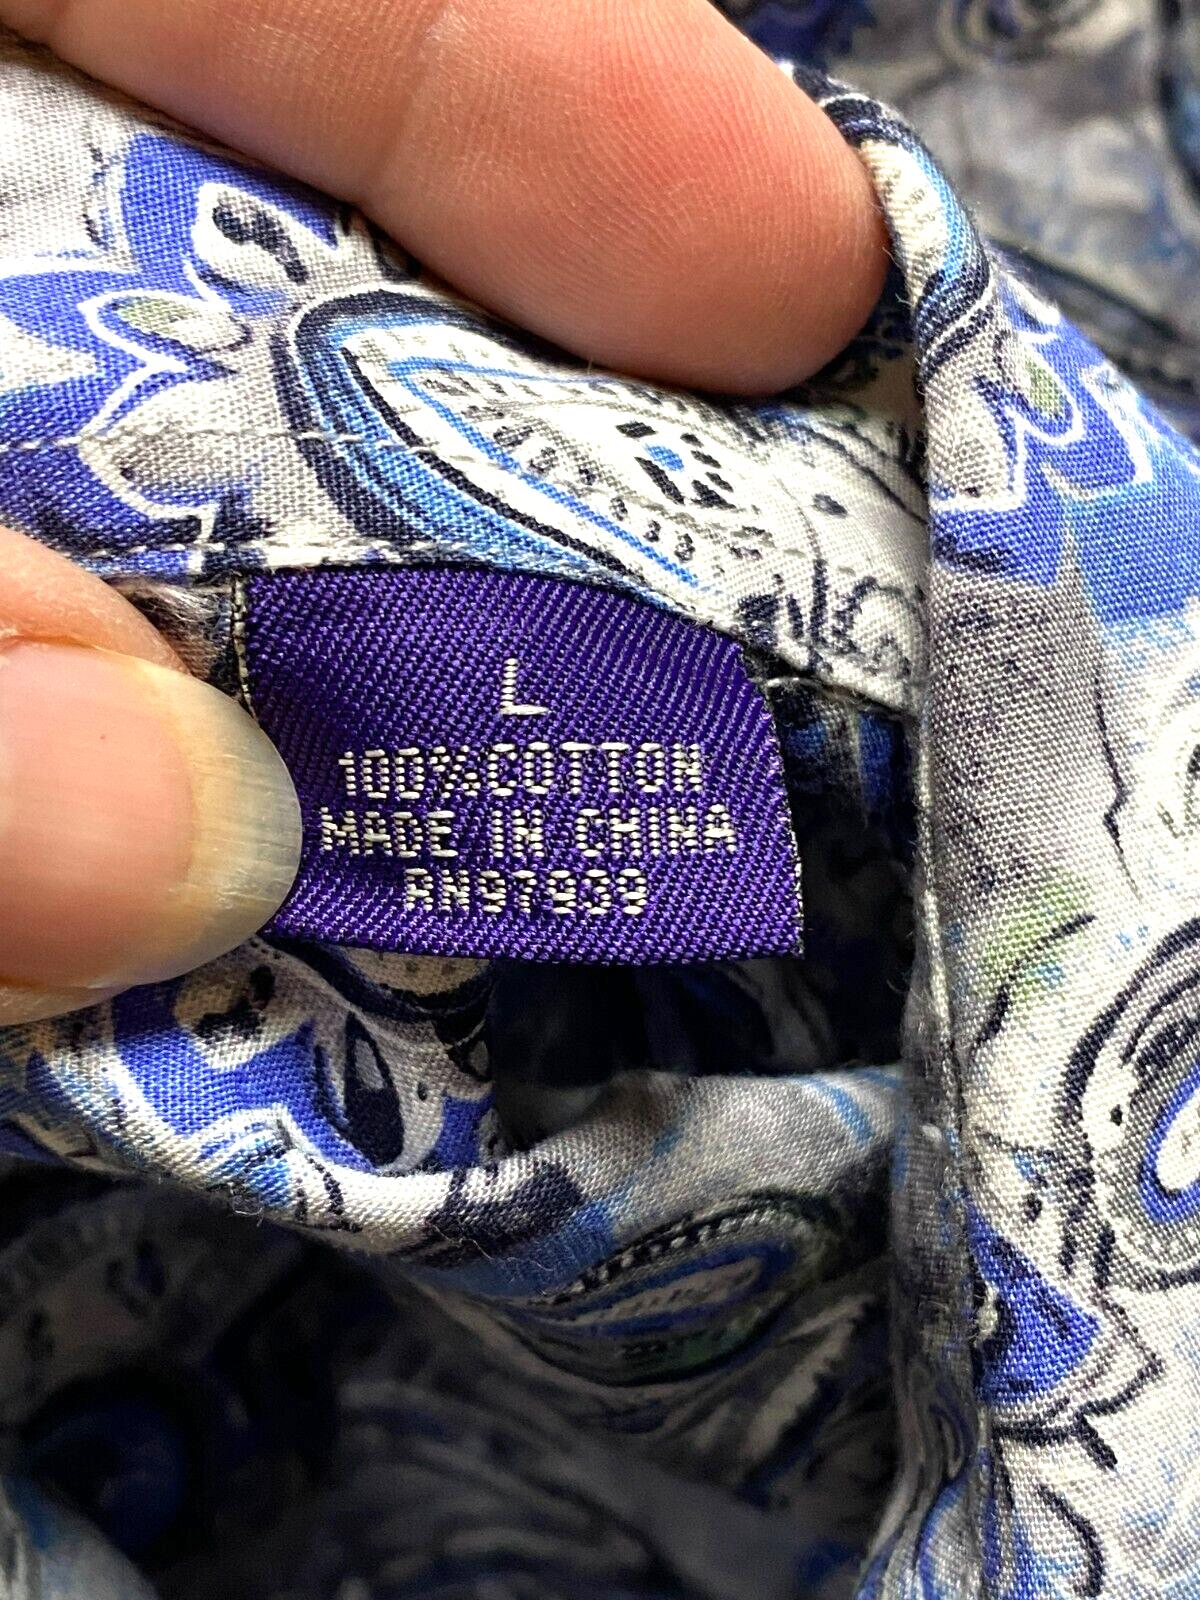 L
100% COTTON
MADE IN CHINA
RN97939